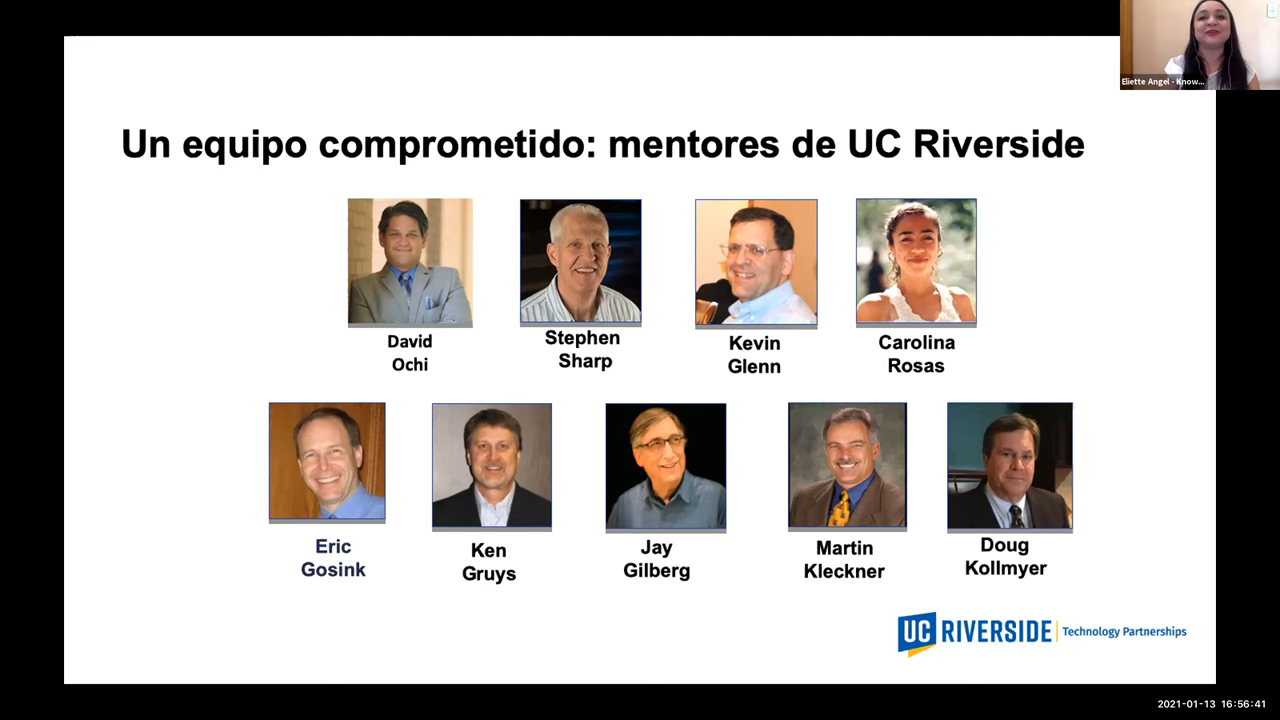 Eliette Angel - Know...
Un equipo comprometido: mentores de UC Riverside
David
Ochi
Stephen
Sharp
Kevin
Glenn
Carolina
Rosas
Eric
Gosink
Ken
Gruys
Jay
Gilberg
Martin
Kleckner
Doug
Kollmyer
UC RIVERSIDE Technology Partnerships
2021-01-13 16:56:41